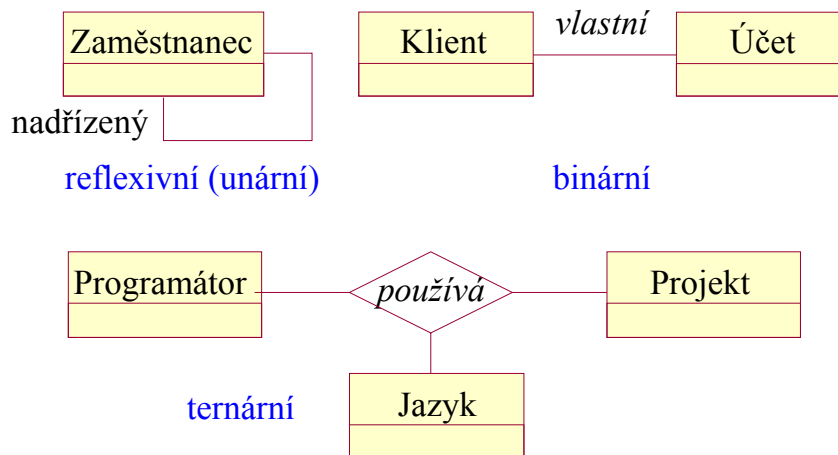 Zaměstnanec
nadřízený
reflexivní (unární)
Klient
vlastní
Účet
binární
Programátor
používá
Projekt
ternární
Jazyk